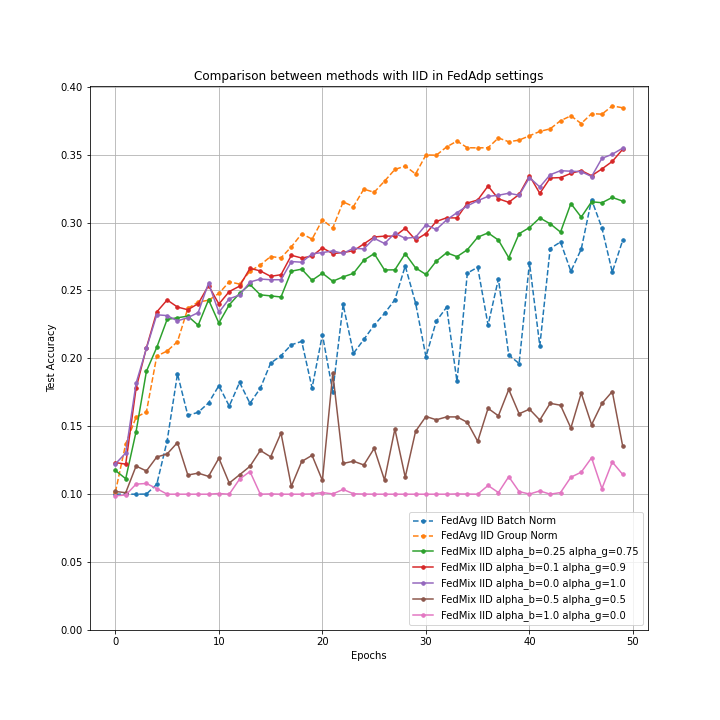 Comparison between methods with IID in FedAdp settings
0.40
0.35
0.30
0.25
0.20
0.15
0.10
0.05
0.00
Test Accuracy
FedAvg IID Batch Norm
FedAvg IID Group Norm
FedMix IID alpha_b=0.25 alpha_g=0.75
FedMix IID alpha_b=0.1 alpha_g=0.9
FedMix IID alpha_b=0.0 alpha_g=1.0
FedMix IID alpha_b=0.5 alpha_g=0.5
FedMix IID alpha_b=1.0 alpha_g=0.0
0 10 20 30 40 50
Epochs